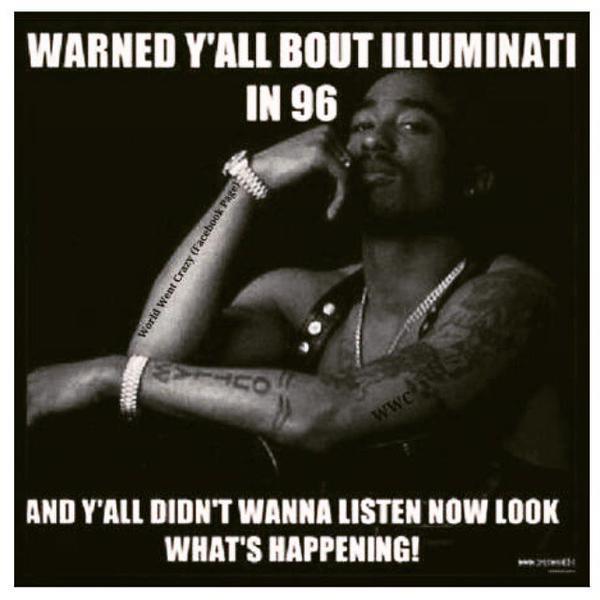 WARNED Y'ALL BOUT ILLUMINATI
IN 96
World Went Crazy (Facebook Page)
OUTLAW
WWC
AND Y'ALL DIDN'T WANNA LISTEN NOW LOOK
WHAT'S HAPPENING!